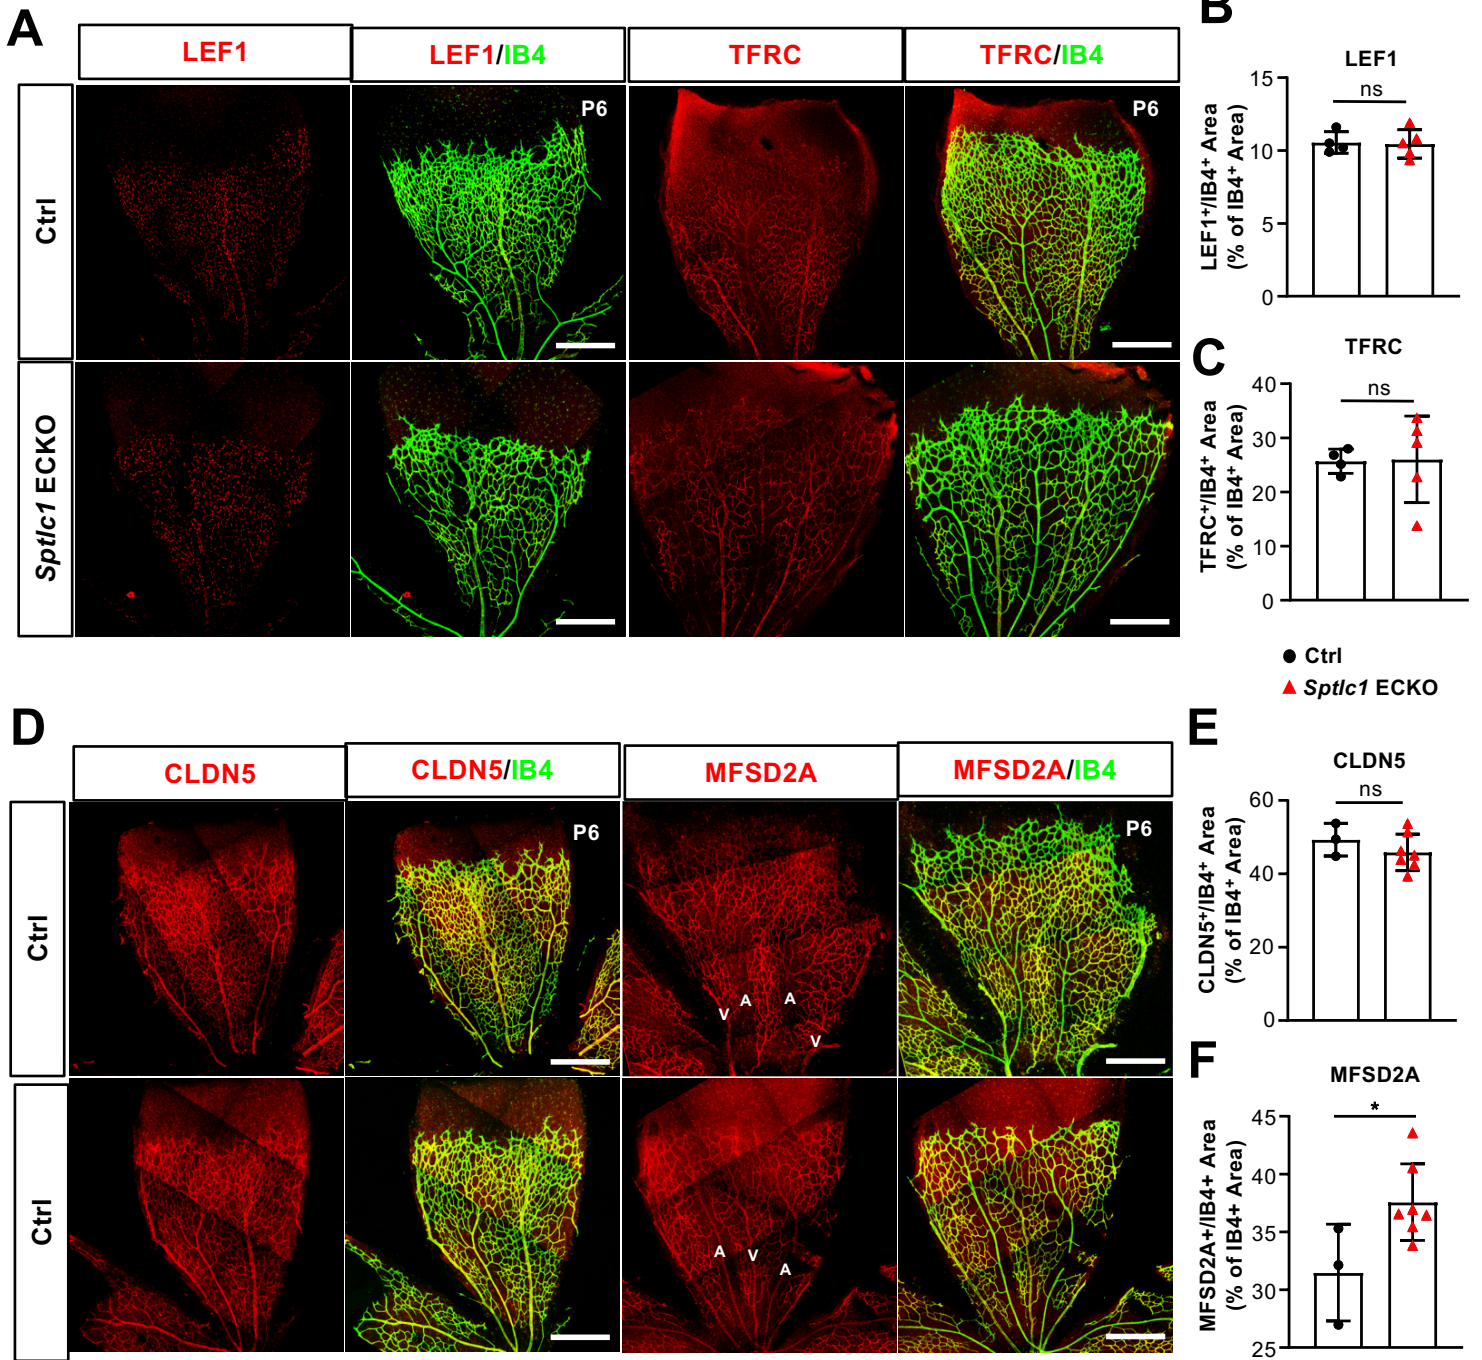 A
LEF1
LEF1/IB4
TFRC
TFRC/IB4
Ctrl
P6
P6
Sptlc1 ECKO
B
LEF1
ns
LEF1⁺/IB4⁺ Area
(% of IB4⁺ Area)
15
10
5
0
C
TFRC
ns
TFRC⁺/IB4⁺ Area
(% of IB4⁺ Area)
40
30
20
10
0
Ctrl
Sptlc1 ECKO
D
CLDN5
CLDN5/IB4
MFSD2A
MFSD2A/IB4
Ctrl
P6
P6
A
A
V
V
Ctrl
A
V
A
E
CLDN5
ns
CLDN5⁺/IB4⁺ Area
(% of IB4⁺ Area)
60
40
20
0
F
MFSD2A
*
MFSD2A+/IB4+ Area
(% of IB4+ Area)
45
40
35
30
25